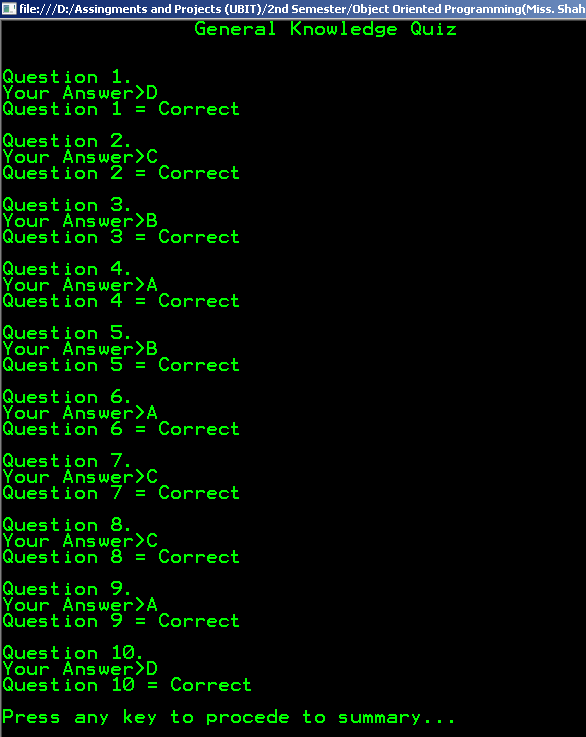 file:///D:/Assingments and Projects (UBIT)/2nd Semester/Object Oriented Programming(Miss. Shah
General Knowledge Quiz
Question 1.
Your Answer>D
Question 1 = Correct
Question 2.
Your Answer>C
Question 2 = Correct
Question 3.
Your Answer>B
Question 3 = Correct
Question 4.
Your Answer>A
Question 4 = Correct
Question 5.
Your Answer>B
Question 5 = Correct
Question 6.
Your Answer>A
Question 6 = Correct
Question 7.
Your Answer>C
Question 7 = Correct
Question 8.
Your Answer>C
Question 8 = Correct
Question 9.
Your Answer>A
Question 9 = Correct
Question 10.
Your Answer>D
Question 10 = Correct
Press any key to procede to summary...